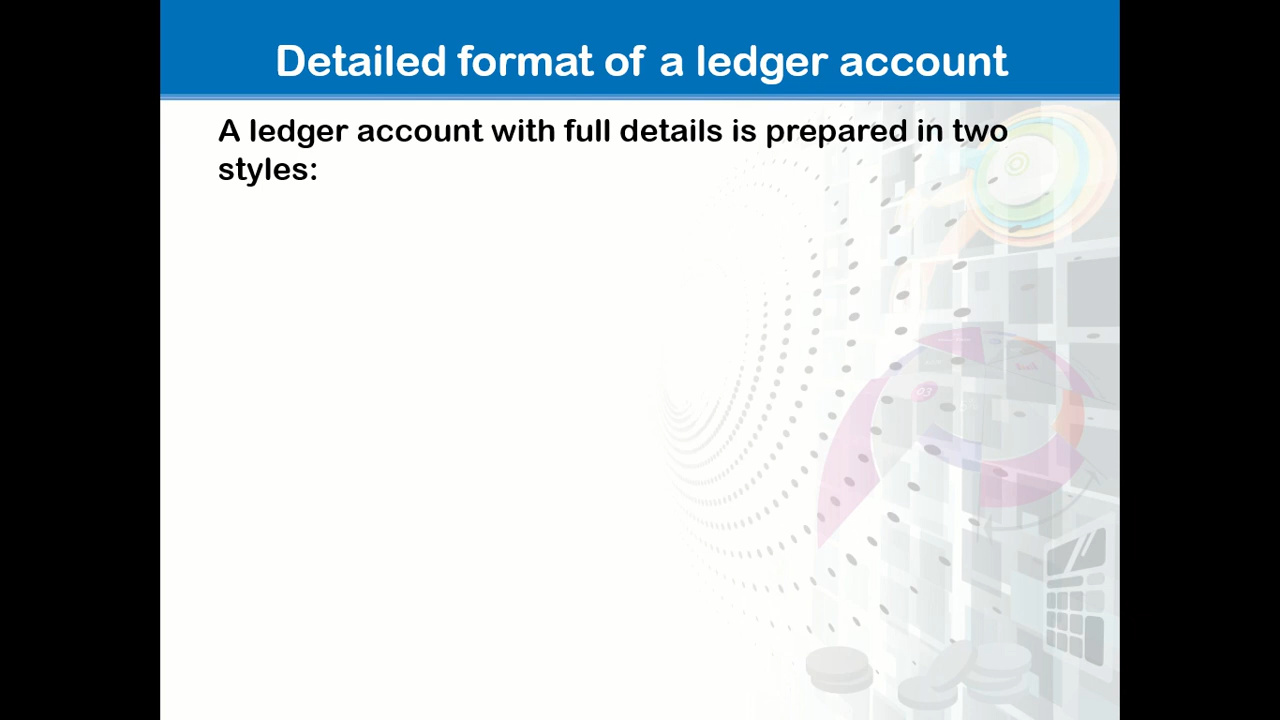 Detailed format of a ledger account
A ledger account with full details is prepared in two
styles: